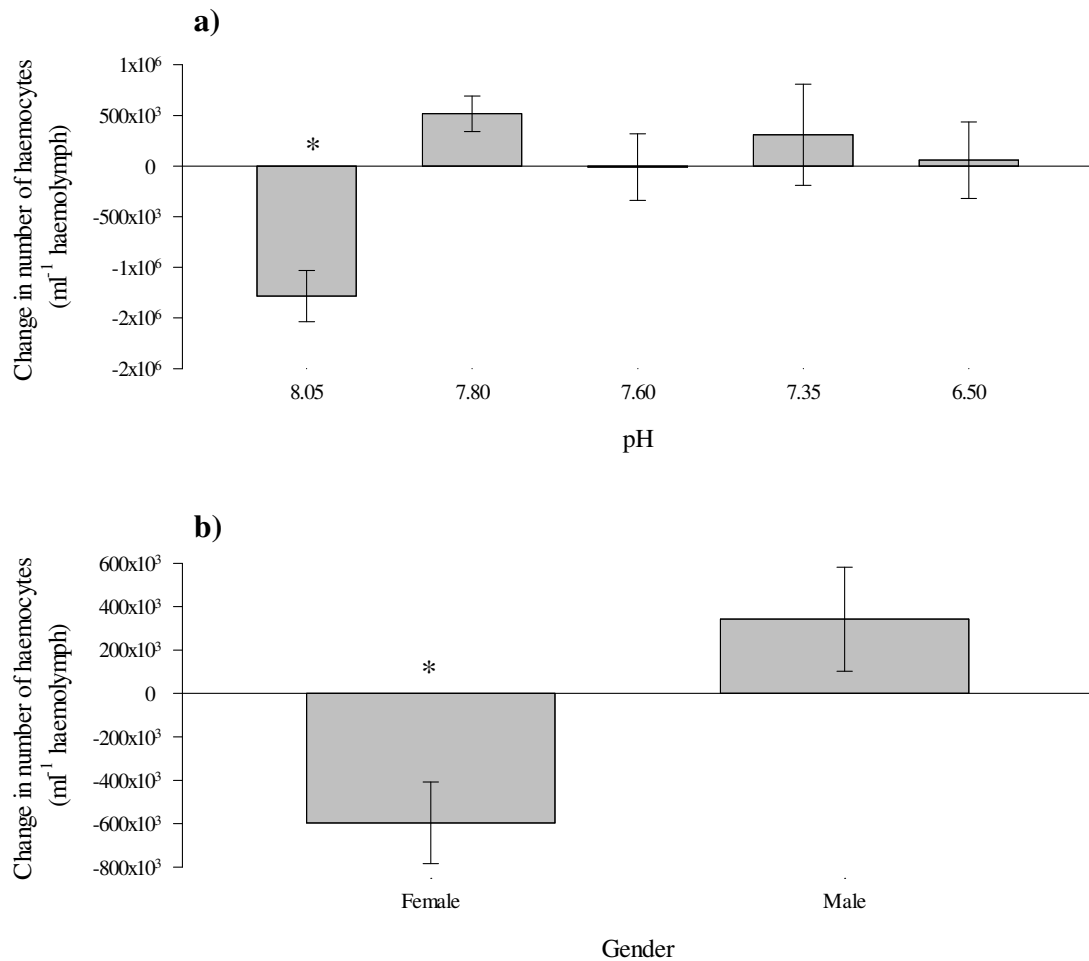 a)
Change in number of haemocytes
(ml⁻¹ haemolymph)
1x10⁶
500x10³
0
-500x10³
-1x10⁶
-2x10⁶
-2x10⁶
*
8.05 7.80 7.60 7.35 6.50
pH
b)
Change in number of haemocytes
(ml⁻¹ haemolymph)
600x10³
400x10³
200x10³
0
-200x10³
-400x10³
-600x10³
-800x10³
*
Female Male
Gender